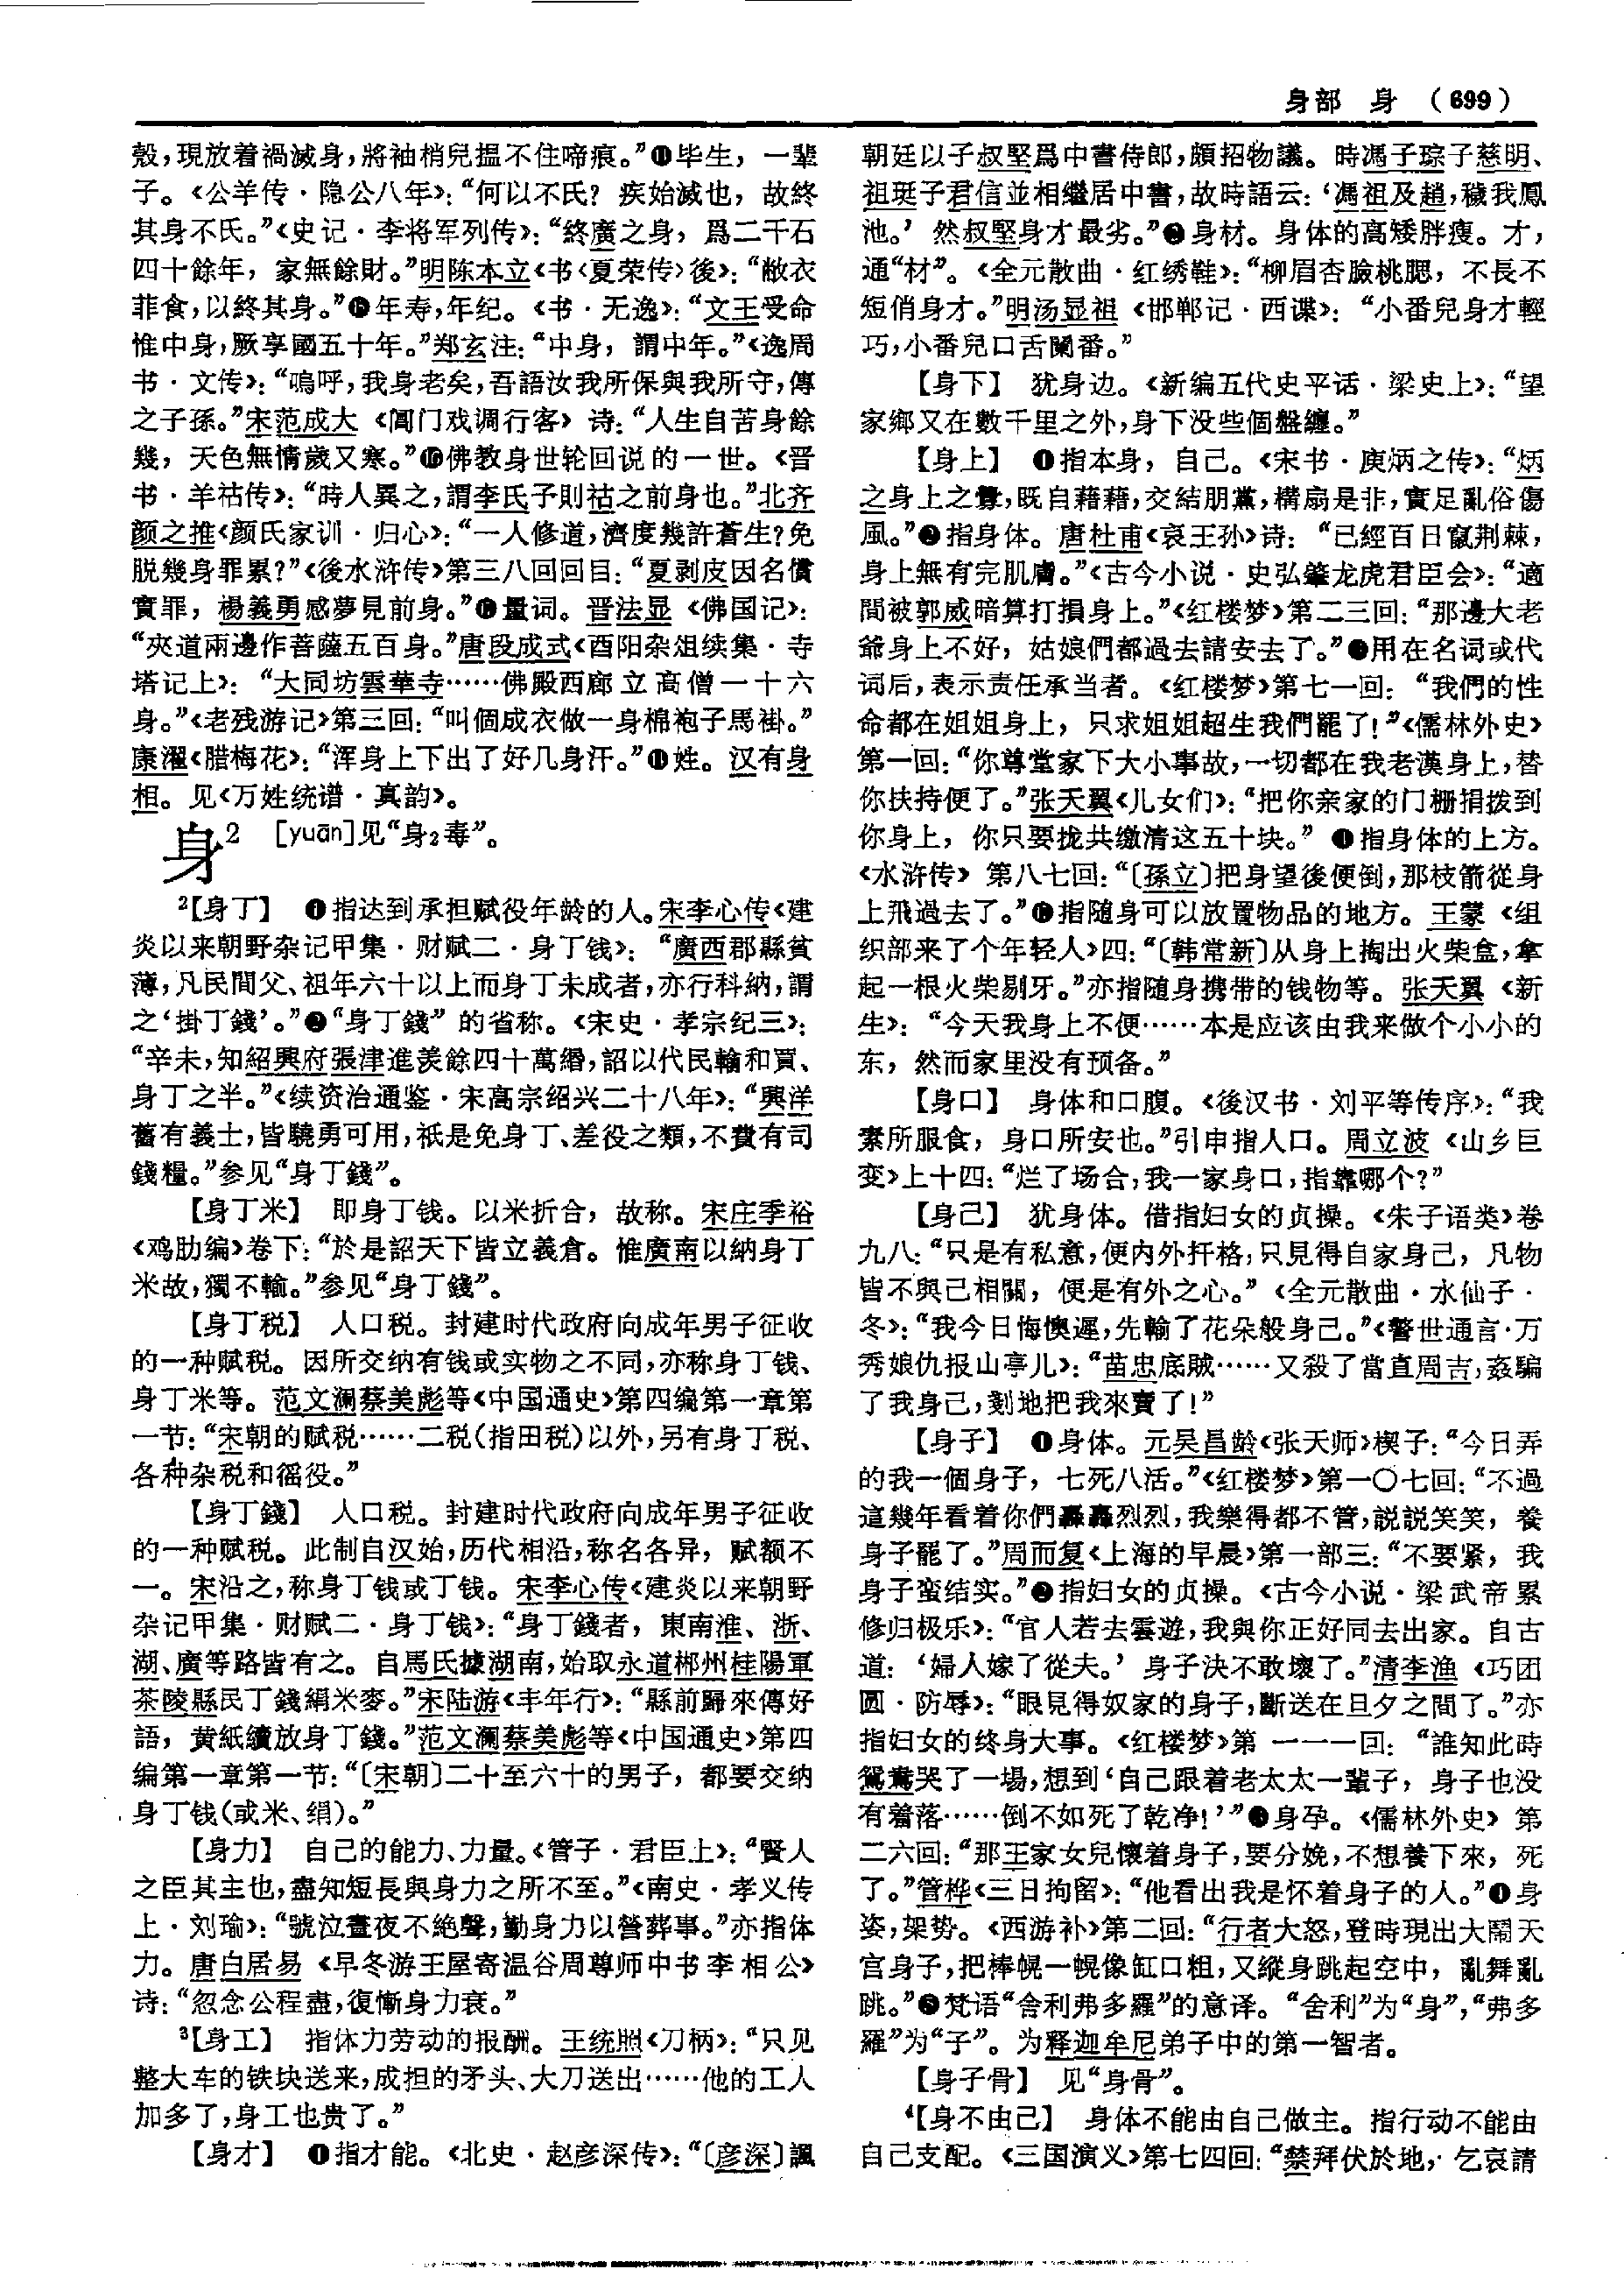 身部　身　（699）
殼，現放着禍滅身，將袖梢兒揾不住啼痕。”⓮毕生，一辈
子。《公羊传·隐公八年》：“何以不氏？疾始滅也，故終
其身不氏。”《史记·李将军列传》：“終廣之身，爲二千石
四十餘年，家無餘財。”明陈本立《书〈夏荣传〉後》：“敝衣
菲食，以終其身。”⓯年寿，年纪。《书·无逸》：“文王受命
惟中身，厥享國五十年。”郑玄注：“中身，謂中年。”《逸周
书·文传》：“嗚呼，我身老矣，吾語汝我所保與我所守，傳
之子孫。”宋范成大《阊门戏调行客》诗：“人生自苦身餘
幾，天色無情歲又寒。”⓰佛教身世轮回说的一世。《晋
书·羊祜传》：“時人異之，謂李氏子則祜之前身也。”北齐
颜之推《颜氏家训·归心》：“一人修道，濟度幾許蒼生？免
脱幾身罪累？”《後水浒传》第三八回回目：“夏剥皮因名償
實罪，楊義勇感夢見前身。”⓱量词。晋法显《佛国记》：
“夾道兩邊作菩薩五百身。”唐段成式《酉阳杂俎续集·寺
塔记上》：“大同坊雲華寺……佛殿西廊立高僧一十六
身。”《老残游记》第三回：“叫個成衣做一身棉袍子馬褂。”
康濯《腊梅花》：“浑身上下出了好几身汗。”⓲姓。汉有身
相。见《万姓统谱·真韵》。
身2　［yuān］见“身₂毒”。
²【身丁】　❶指达到承担赋役年龄的人。宋李心传《建
炎以来朝野杂记甲集·财赋二·身丁钱》：“廣西郡縣貧
薄，凡民間父、祖年六十以上而身丁未成者，亦行科納，謂
之‘掛丁錢’。”❷“身丁錢”的省称。《宋史·孝宗纪三》：
“辛未，知紹興府張津進羨餘四十萬緡，詔以代民輸和買、
身丁之半。”《续资治通鉴·宋高宗绍兴二十八年》：“興洋
舊有義士，皆驍勇可用，衹是免身丁、差役之類，不費有司
錢糧。”参见“身丁錢”。
【身丁米】　即身丁钱。以米折合，故称。宋庄季裕
《鸡肋编》卷下：“於是詔天下皆立義倉。惟廣南以納身丁
米故，獨不輸。”参见“身丁錢”。
【身丁税】　人口税。封建时代政府向成年男子征收
的一种赋税。因所交纳有钱或实物之不同，亦称身丁钱、
身丁米等。范文澜蔡美彪等《中国通史》第四编第一章第
一节：“宋朝的赋税……二税（指田税）以外，另有身丁税、
各种杂税和徭役。”
【身丁錢】　人口税。封建时代政府向成年男子征收
的一种赋税。此制自汉始，历代相沿，称名各异，赋额不
一。宋沿之，称身丁钱或丁钱。宋李心传《建炎以来朝野
杂记甲集·财赋二·身丁钱》：“身丁錢者，東南淮、浙、
湖、廣等路皆有之。自馬氏據湖南，始取永道郴州桂陽軍
茶陵縣民丁錢絹米麥。”宋陆游《丰年行》：“縣前歸來傳好
語，黄紙續放身丁錢。”范文澜蔡美彪等《中国通史》第四
编第一章第一节：“〔宋朝〕二十至六十的男子，都要交纳
身丁钱（或米、绢）。”
【身力】　自己的能力、力量。《管子·君臣上》：“賢人
之臣其主也，盡知短長與身力之所不至。”《南史·孝义传
上·刘瑜》：“號泣晝夜不絶聲，勤身力以營葬事。”亦指体
力。唐白居易《早冬游王屋寄温谷周尊师中书李相公》
诗：“忽念公程盡，復慚身力衰。”
³【身工】　指体力劳动的报酬。王统照《刀柄》：“只见
整大车的铁块送来，成担的矛头、大刀送出……他的工人
加多了，身工也贵了。”
【身才】　❶指才能。《北史·赵彦深传》：“〔彦深〕諷
朝廷以子叔堅爲中書侍郎，頗招物議。時馮子琮子慈明、
祖珽子君信並相繼居中書，故時語云：‘馮祖及趙，穢我鳳
池。’然叔堅身才最劣。”❷身材。身体的高矮胖瘦。才，
通“材”。《全元散曲·红绣鞋》：“柳眉杏臉桃腮，不長不
短俏身才。”明汤显祖《邯郸记·西谍》：“小番兒身才輕
巧，小番兒口舌闌番。”
【身下】　犹身边。《新编五代史平话·梁史上》：“望
家鄉又在數千里之外，身下没些個盤纏。”
【身上】　❶指本身，自己。《宋书·庾炳之传》：“炳
之身上之釁，既自藉藉，交結朋黨，構扇是非，實足亂俗傷
風。”❷指身体。唐杜甫《哀王孙》诗：“已經百日竄荆棘，
身上無有完肌膚。”《古今小说·史弘肇龙虎君臣会》：“適
間被郭威暗算打損身上。”《红楼梦》第二三回：“那邊大老
爺身上不好，姑娘們都過去請安去了。”❸用在名词或代
词后，表示责任承当者。《红楼梦》第七一回：“我們的性
命都在姐姐身上，只求姐姐超生我們罷了！”《儒林外史》
第一回：“你尊堂家下大小事故，一切都在我老漢身上，替
你扶持便了。”张天翼《儿女们》：“把你亲家的门栅捐拨到
你身上，你只要拢共缴清这五十块。”❹指身体的上方。
《水浒传》第八七回：“〔孫立〕把身望後便倒，那枝箭從身
上飛過去了。”❺指随身可以放置物品的地方。王蒙《组
织部来了个年轻人》四：“〔韩常新〕从身上掏出火柴盒，拿
起一根火柴剔牙。”亦指随身携带的钱物等。张天翼《新
生》：“今天我身上不便……本是应该由我来做个小小的
东，然而家里没有预备。”
【身口】　身体和口腹。《後汉书·刘平等传序》：“我
素所服食，身口所安也。”引申指人口。周立波《山乡巨
变》上十四：“烂了场合，我一家身口，指靠哪个？”
【身己】　犹身体。借指妇女的贞操。《朱子语类》卷
九八：“只是有私意，便内外扞格，只見得自家身己，凡物
皆不與己相關，便是有外之心。”《全元散曲·水仙子·
冬》：“我今日悔懊遲，先輸了花朵般身己。”《警世通言·万
秀娘仇报山亭儿》：“苗忠底賊……又殺了當直周吉，姦騙
了我身己，剗地把我來賣了！”
【身子】　❶身体。元吴昌龄《张天师》楔子：“今日弄
的我一個身子，七死八活。”《红楼梦》第一〇七回：“不過
這幾年看着你們轟轟烈烈，我樂得都不管，説説笑笑，養
身子罷了。”周而复《上海的早晨》第一部三：“不要紧，我
身子蛮结实。”❷指妇女的贞操。《古今小说·梁武帝累
修归极乐》：“官人若去雲遊，我與你正好同去出家。自古
道：‘婦人嫁了從夫。’身子決不敢壞了。”清李渔《巧团
圆·防辱》：“眼見得奴家的身子，斷送在旦夕之間了。”亦
指妇女的终身大事。《红楼梦》第一一一回：“誰知此時
鴛鴦哭了一場，想到‘自己跟着老太太一輩子，身子也没
有着落……倒不如死了乾净！’”❸身孕。《儒林外史》第
二六回：“那王家女兒懷着身子，要分娩，不想養下來，死
了。”管桦《三日拘留》：“他看出我是怀着身子的人。”❹身
姿，架势。《西游补》第二回：“行者大怒，登時現出大鬧天
宫身子，把棒幌一幌像缸口粗，又縱身跳起空中，亂舞亂
跳。”❺梵语“舍利弗多羅”的意译。“舍利”为“身”，“弗多
羅”为“子”。为释迦牟尼弟子中的第一智者。
【身子骨】　见“身骨”。
⁴【身不由己】　身体不能由自己做主。指行动不能由
自己支配。《三国演义》第七四回：“禁拜伏於地，乞哀請